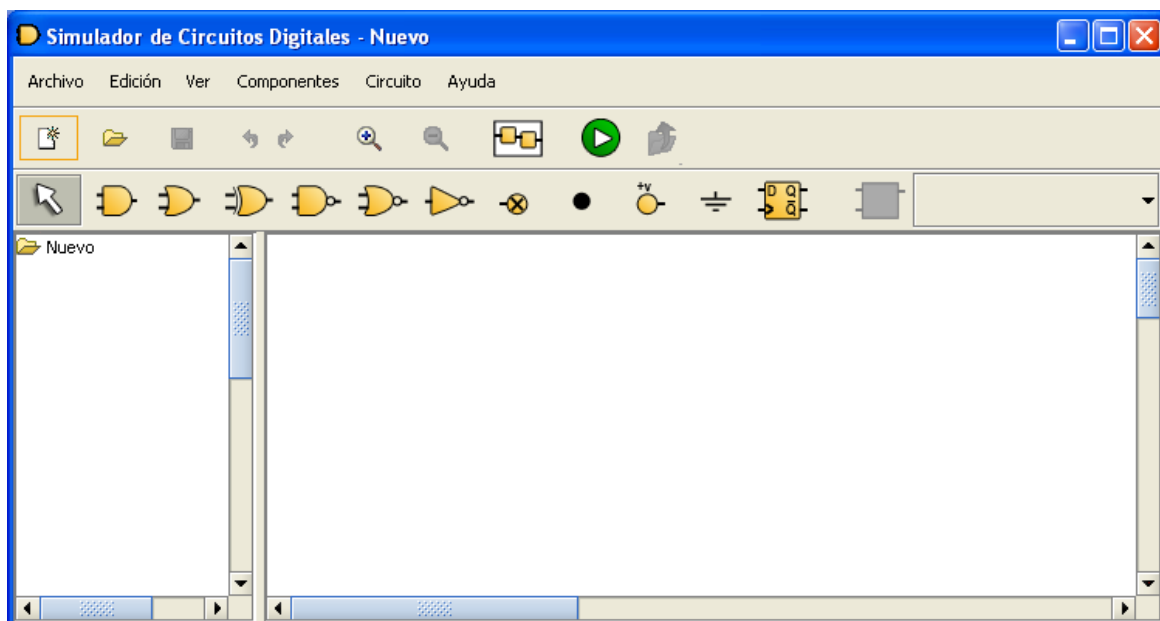 Simulador de Circuitos Digitales - Nuevo
Archivo Edición Ver Componentes Circuito Ayuda
+V
D Q
Q̅
Nuevo